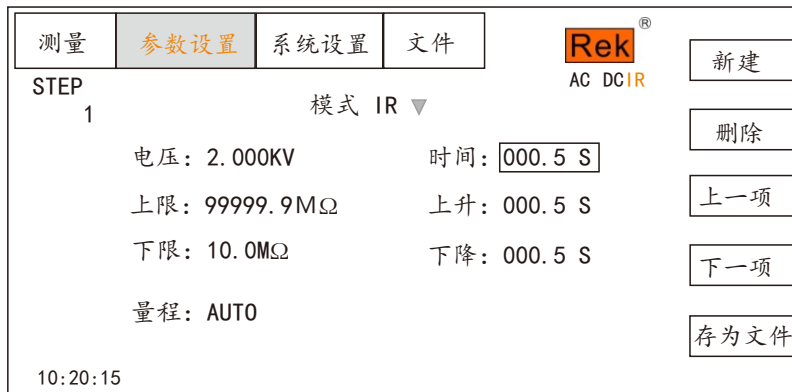 测量 参数设置 系统设置 文件 Rek®
AC DCIR
STEP
1
模式 IR ▼
电压: 2.000KV 时间: 000.5 S
上限: 99999.9MΩ 上升: 000.5 S
下限: 10.0MΩ 下降: 000.5 S
量程: AUTO
10:20:15
新建
删除
上一项
下一项
存为文件